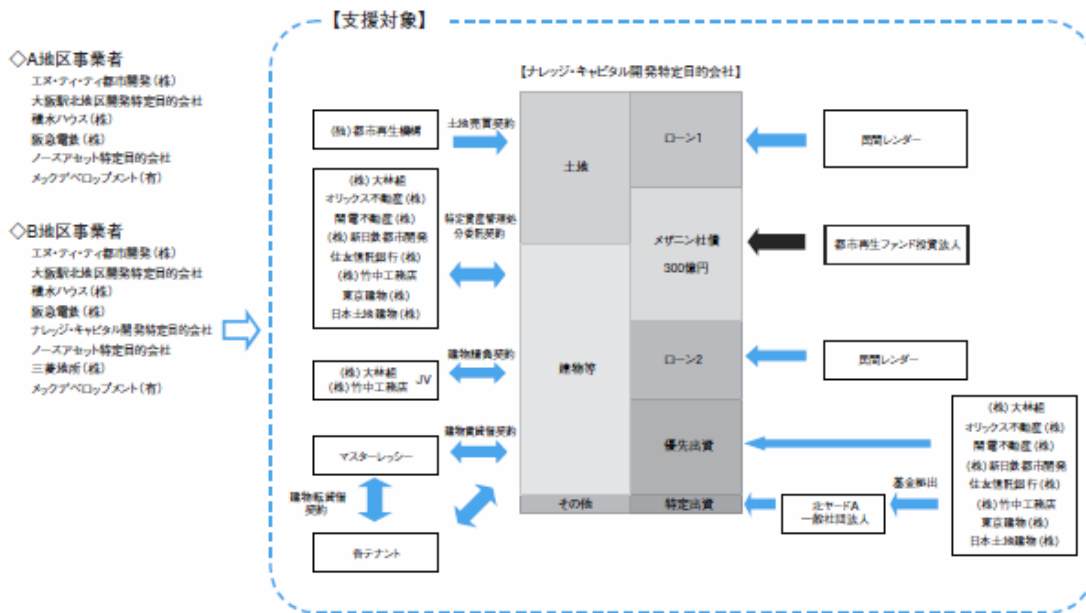 【支援対象】
◇A地区事業者
エヌ・ティ・ティ都市開発(株)
大阪駅北地区開発特定目的会社
積水ハウス(株)
阪急電鉄(株)
ノースアセット特定目的会社
メックデベロップメント(有)
◇B地区事業者
エヌ・ティ・ティ都市開発(株)
大阪駅北地区開発特定目的会社
積水ハウス(株)
阪急電鉄(株)
ナレッジ・キャピタル開発特定目的会社
ノースアセット特定目的会社
三菱地所(株)
メックデベロップメント(有)
(独)都市再生機構
土地売買契約
(株)大林組
オリックス不動産(株)
関電不動産(株)
(株)新日鉄都市開発
住友信託銀行(株)
(株)竹中工務店
東京建物(株)
日本土地建物(株)
特定資産管理処
分委託契約
(株)大林組
(株)竹中工務店
JV
建物請負契約
マスターレッシー
建物賃貸借契約
建物転貸借
契約
各テナント
【ナレッジ・キャピタル開発特定目的会社】
土地
建物等
その他
ローン1
メザニン社債
300億円
ローン2
優先出資
特定出資
民間レンダー
都市再生ファンド投資法人
民間レンダー
北ヤードA
一般社団法人
基金拠出
(株)大林組
オリックス不動産(株)
関電不動産(株)
(株)新日鉄都市開発
住友信託銀行(株)
(株)竹中工務店
東京建物(株)
日本土地建物(株)